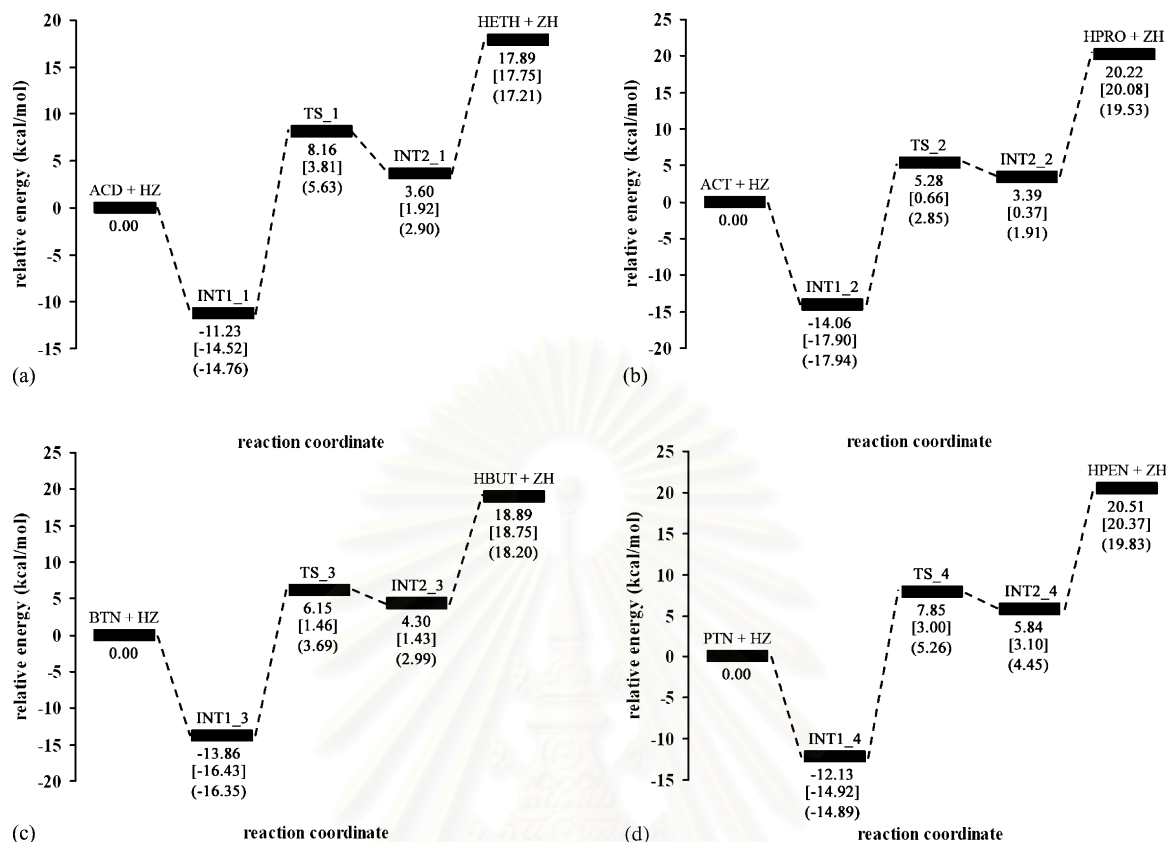 20
15
10
5
0
-5
-10
-15
relative energy (kcal/mol)
ACD + HZ
0.00
INT1_1
-11.23
[-14.52]
(-14.76)
TS_1
8.16
[3.81]
(5.63)
INT2_1
3.60
[1.92]
(2.90)
HETH + ZH
17.89
[17.75]
(17.21)
(a)
reaction coordinate
25
20
15
10
5
0
-5
-10
-15
-20
relative energy (kcal/mol)
ACT + HZ
0.00
INT1_2
-14.06
[-17.90]
(-17.94)
TS_2
5.28
[0.66]
(2.85)
INT2_2
3.39
[0.37]
(1.91)
HPRO + ZH
20.22
[20.08]
(19.53)
(b)
reaction coordinate
25
20
15
10
5
0
-5
-10
-15
-20
relative energy (kcal/mol)
BTN + HZ
0.00
INT1_3
-13.86
[-16.43]
(-16.35)
TS_3
6.15
[1.46]
(3.69)
INT2_3
4.30
[1.43]
(2.99)
HBUT + ZH
18.89
[18.75]
(18.20)
(c)
reaction coordinate
25
20
15
10
5
0
-5
-10
-15
relative energy (kcal/mol)
PTN + HZ
0.00
INT1_4
-12.13
[-14.92]
(-14.89)
TS_4
7.85
[3.00]
(5.26)
INT2_4
5.84
[3.10]
(4.45)
HPEN + ZH
20.51
[20.37]
(19.83)
(d)
reaction coordinate